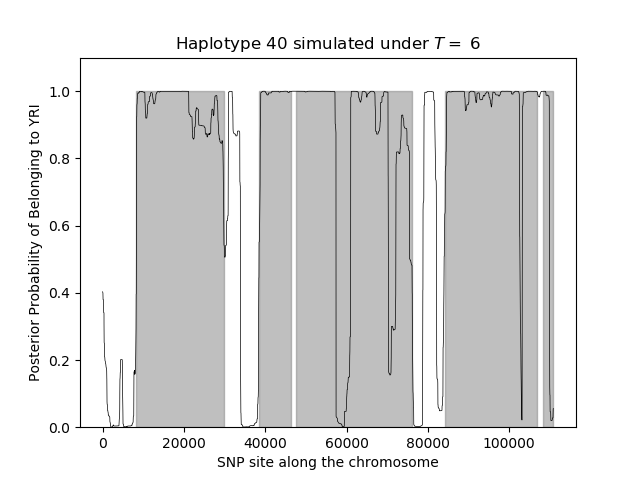 Haplotype 40 simulated under T = 6
Posterior Probability of Belonging to YRI
1.0
0.8
0.6
0.4
0.2
0.0
0 20000 40000 60000 80000 100000
SNP site along the chromosome